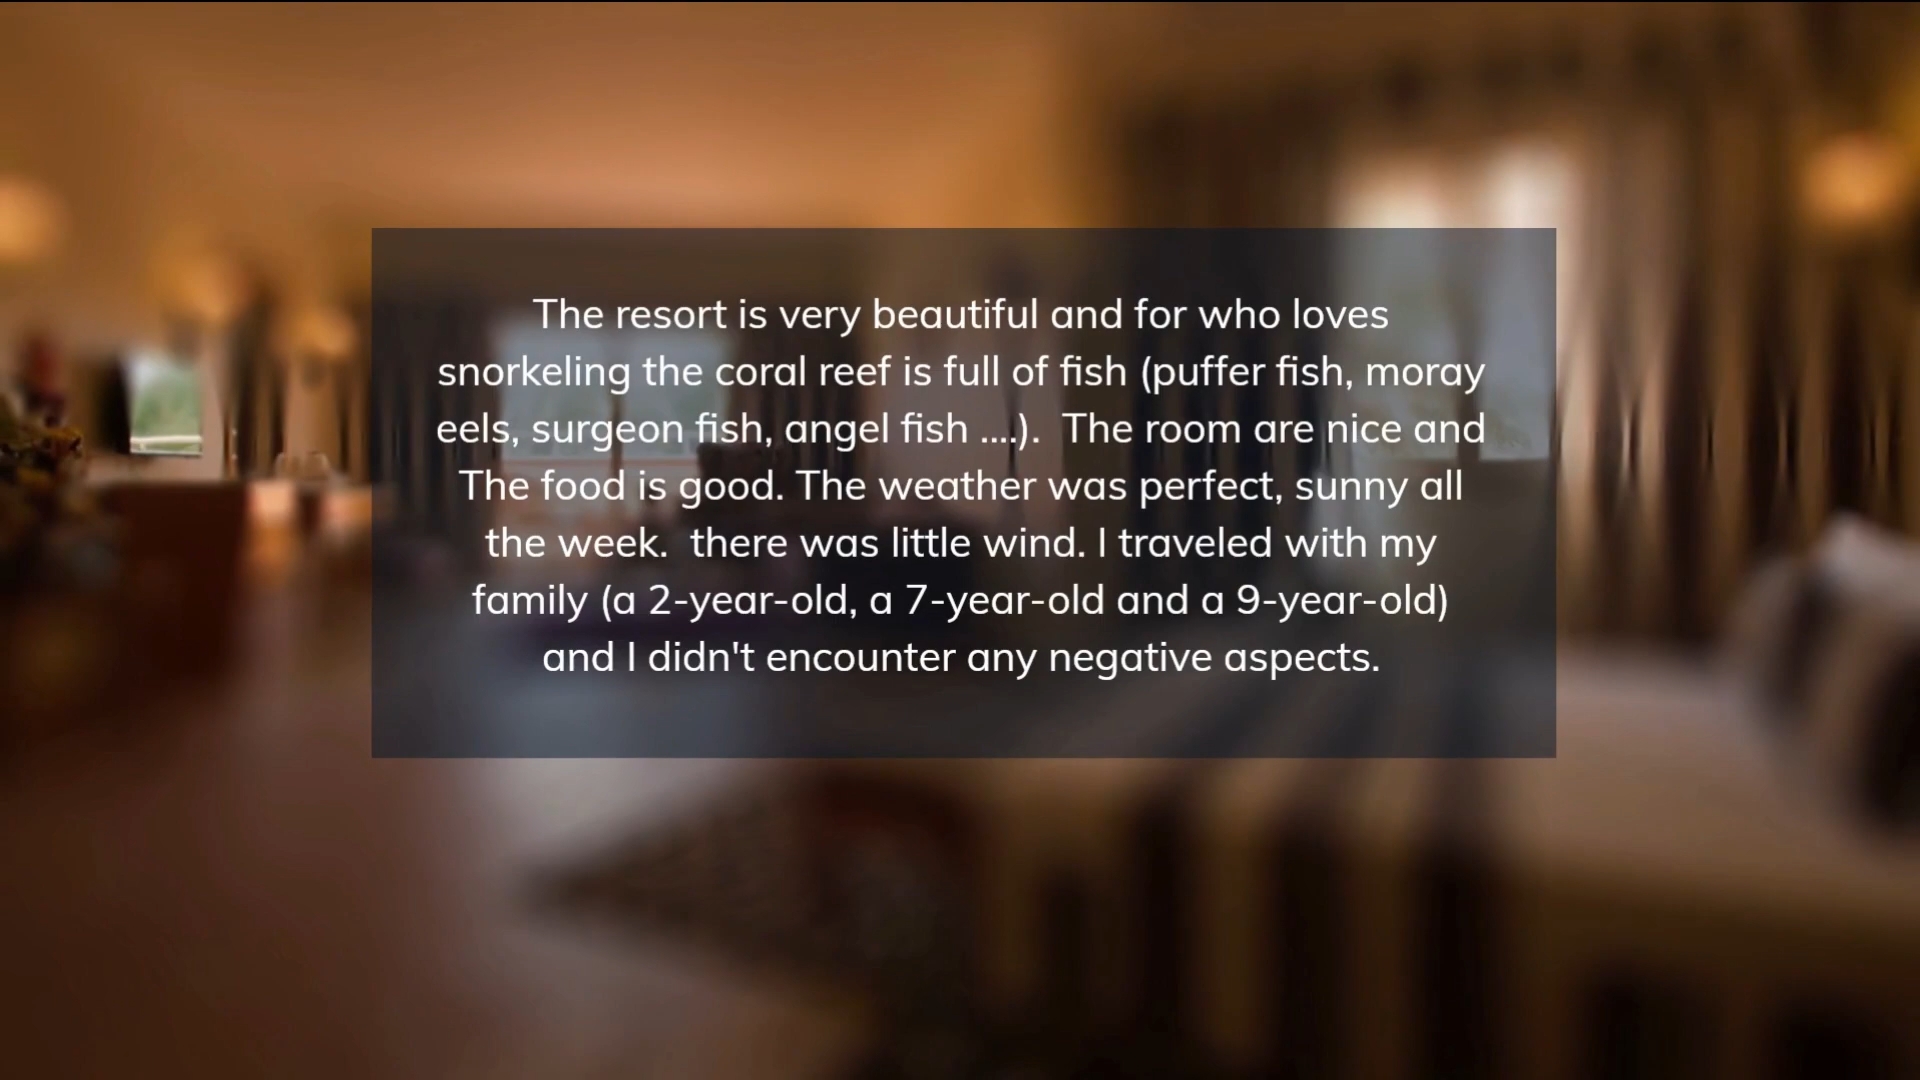 The resort is very beautiful and for who loves
snorkeling the coral reef is full of fish (puffer fish, moray
eels, surgeon fish, angel fish ....).  The room are nice and
The food is good. The weather was perfect, sunny all
the week.  there was little wind. I traveled with my
family (a 2-year-old, a 7-year-old and a 9-year-old)
and I didn't encounter any negative aspects.